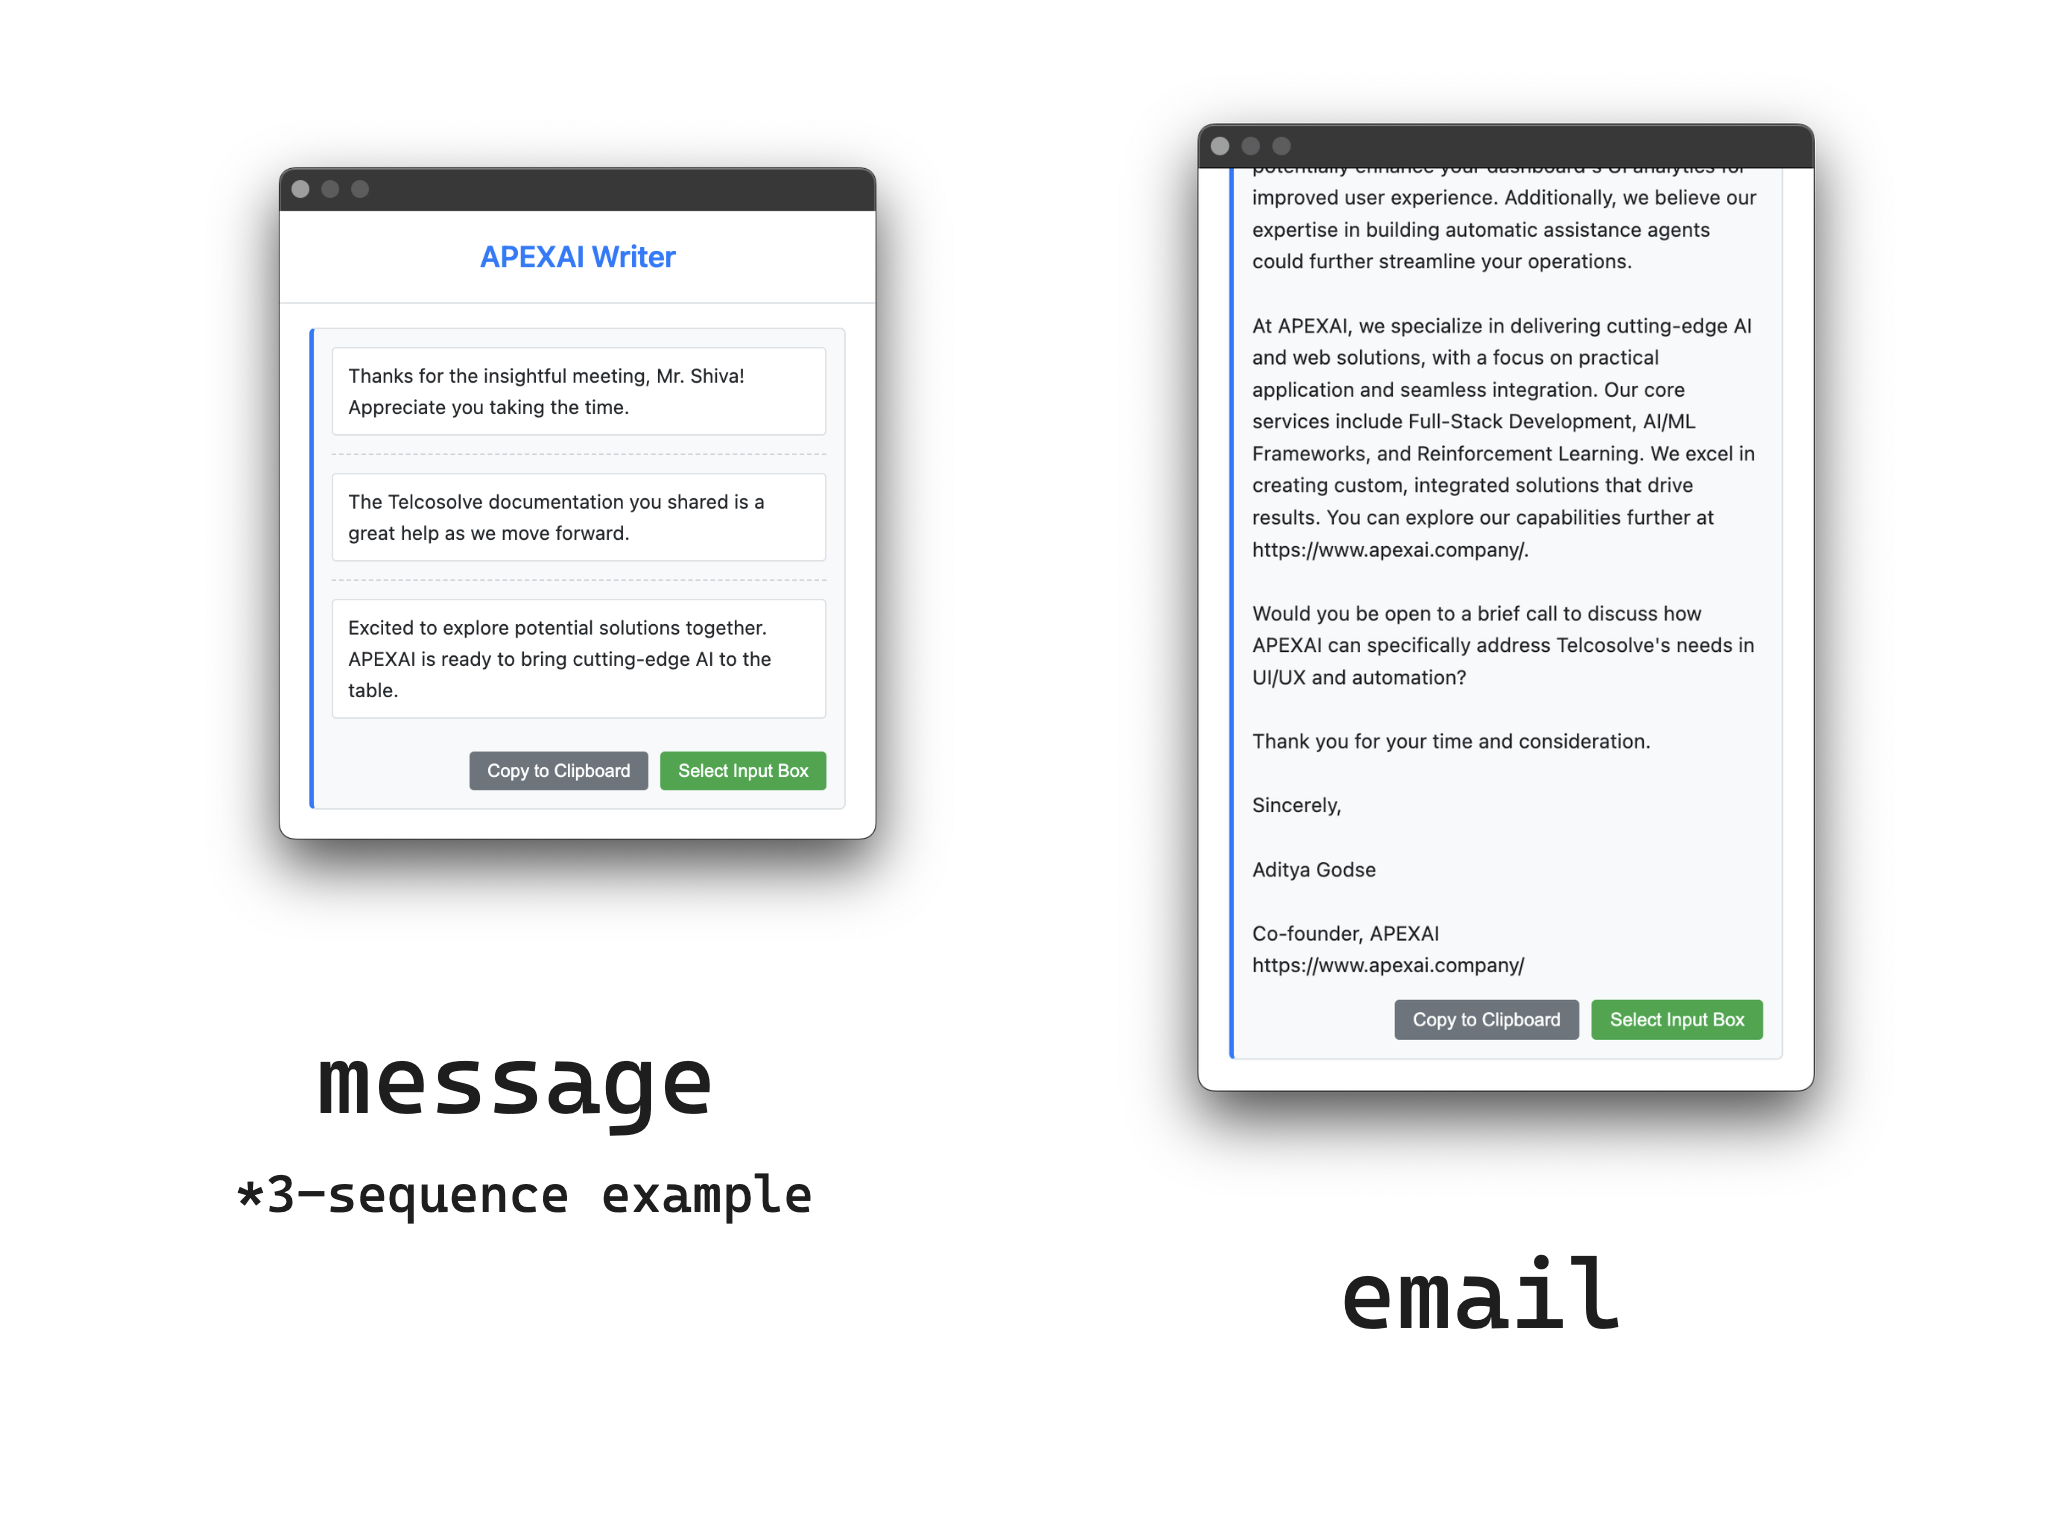 APEXAI Writer
Thanks for the insightful meeting, Mr. Shiva!
Appreciate you taking the time.
The Telcosolve documentation you shared is a
great help as we move forward.
Excited to explore potential solutions together.
APEXAI is ready to bring cutting-edge AI to the
table.
Copy to Clipboard
Select Input Box
message
*3-sequence example
potentially enhance your dashboard's UI analytics for
improved user experience. Additionally, we believe our
expertise in building automatic assistance agents
could further streamline your operations.
At APEXAI, we specialize in delivering cutting-edge AI
and web solutions, with a focus on practical
application and seamless integration. Our core
services include Full-Stack Development, AI/ML
Frameworks, and Reinforcement Learning. We excel in
creating custom, integrated solutions that drive
results. You can explore our capabilities further at
https://www.apexai.company/.
Would you be open to a brief call to discuss how
APEXAI can specifically address Telcosolve's needs in
UI/UX and automation?
Thank you for your time and consideration.
Sincerely,
Aditya Godse
Co-founder, APEXAI
https://www.apexai.company/
Copy to Clipboard
Select Input Box
email